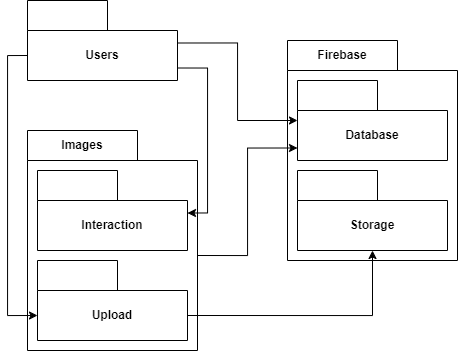 Users
Firebase
Database
Images
Interaction
Storage
Upload